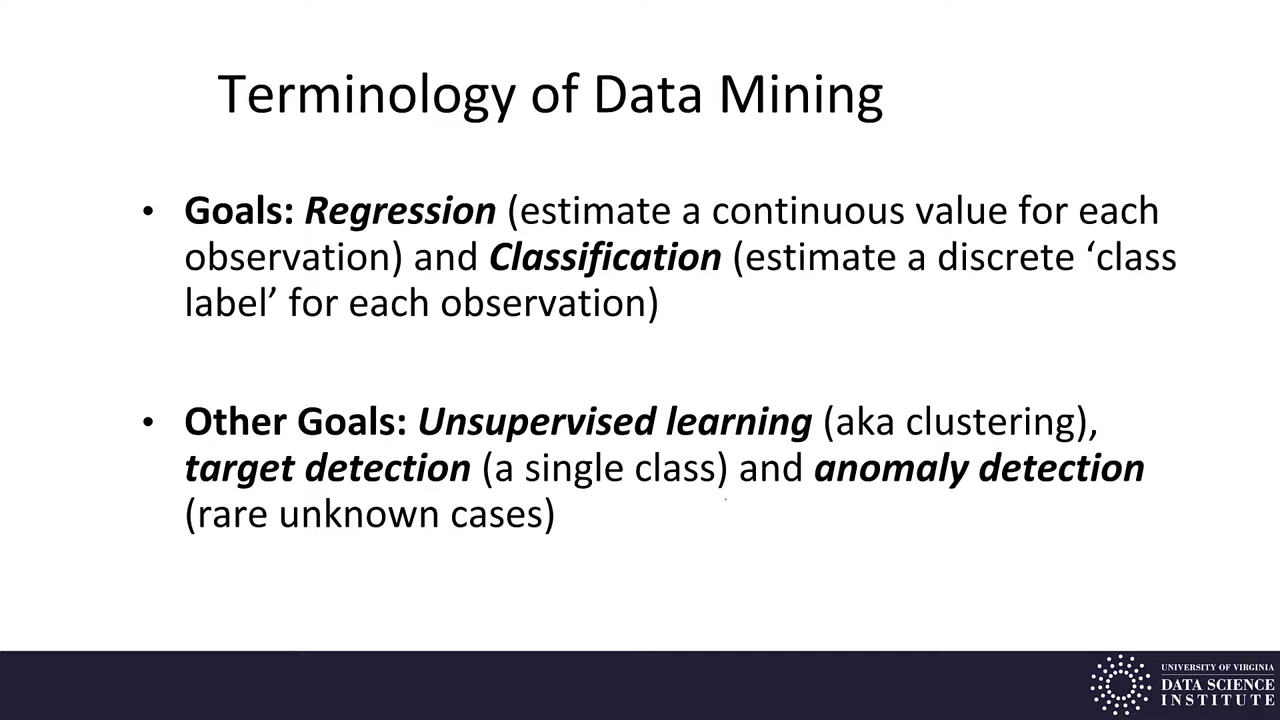 Terminology of Data Mining
• Goals: Regression (estimate a continuous value for each
observation) and Classification (estimate a discrete ‘class
label’ for each observation)
• Other Goals: Unsupervised learning (aka clustering),
target detection (a single class) and anomaly detection
(rare unknown cases)
UNIVERSITY OF VIRGINIA
DATA SCIENCE
INSTITUTE